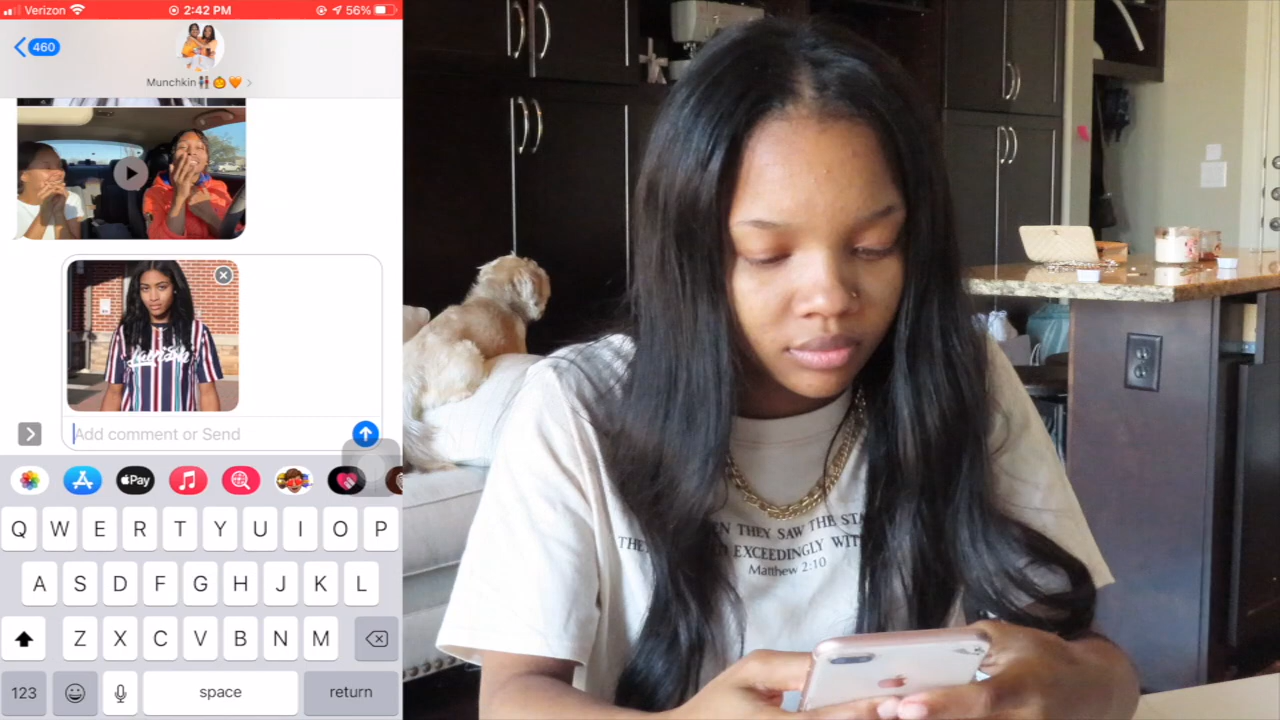 Verizon 2:42 PM 56%
460
Munchkin
Add comment or Send
Pay
Q W E R T Y U I O P
A S D F G H J K L
Z X C V B N M
123 space return
THEY SAW THE
EXCEEDINGLY WIT
Matthew 2:10